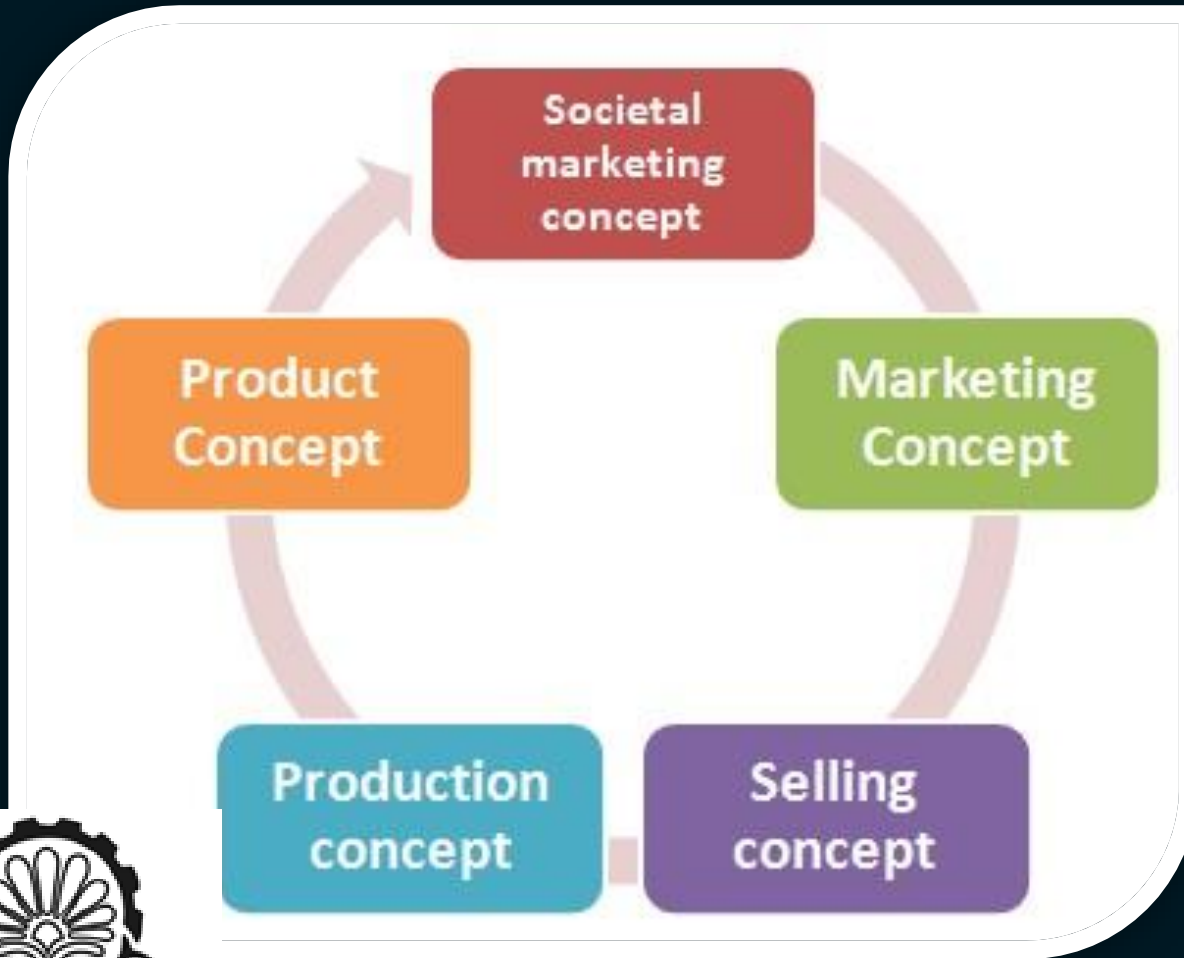 Societal
marketing
concept
Product
Concept
Marketing
Concept
Production
concept
Selling
concept